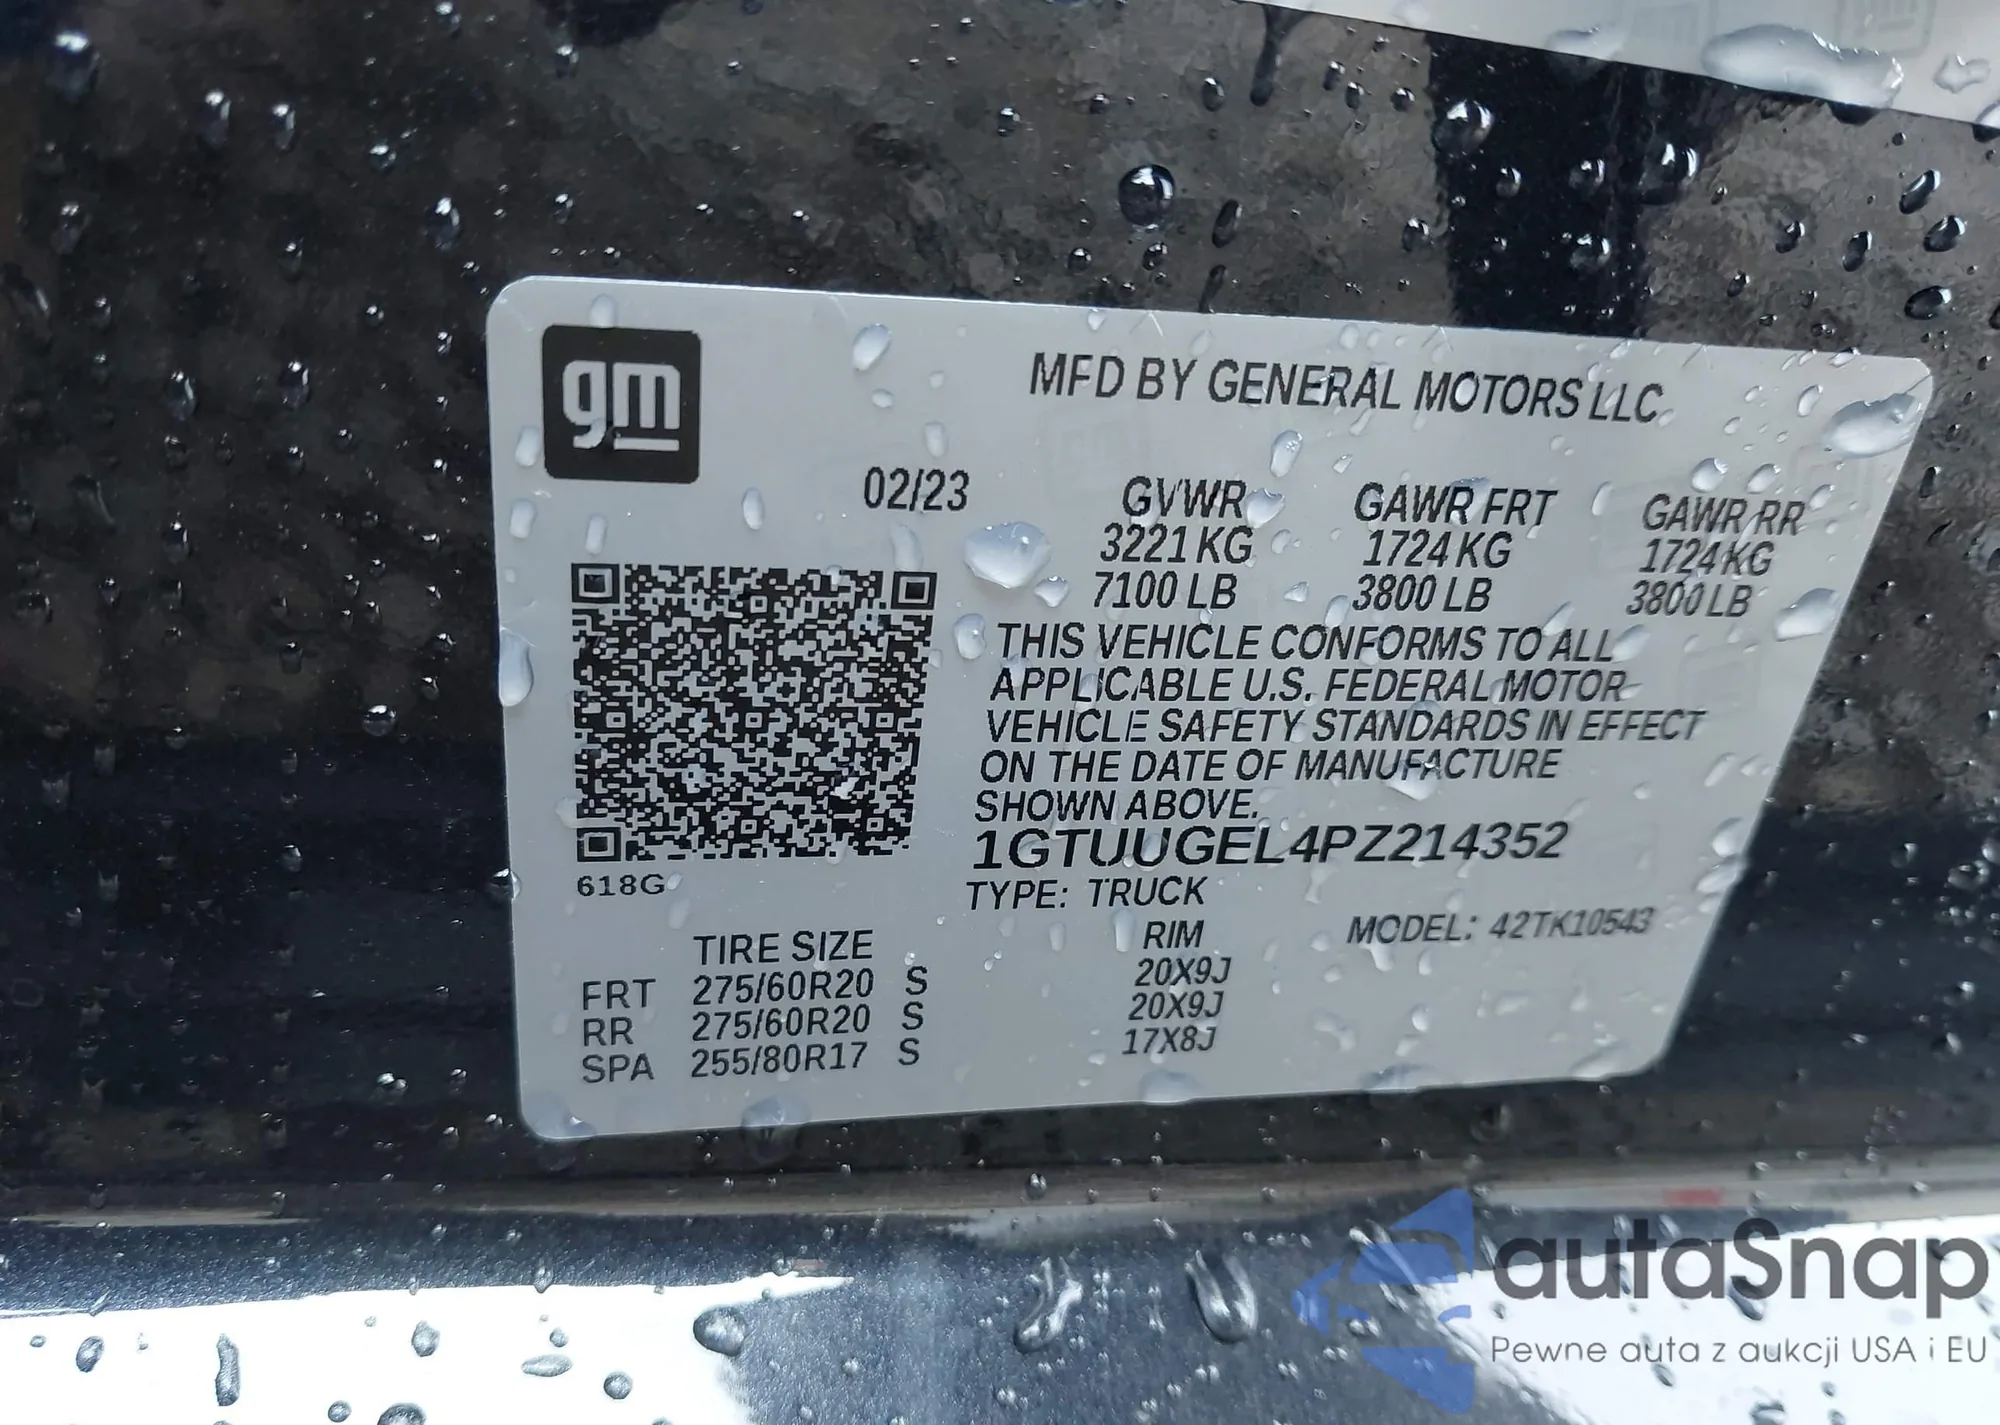 gm
MFD BY GENERAL MOTORS LLC
02/23
GVWR GAWR FRT GAWR RR
3221 KG 1724 KG 1724 KG
7100 LB 3800 LB 3800 LB
THIS VEHICLE CONFORMS TO ALL
APPLICABLE U.S. FEDERAL MOTOR
VEHICLE SAFETY STANDARDS IN EFFECT
ON THE DATE OF MANUFACTURE
SHOWN ABOVE.
1GTUUGEL4PZ214352
618G
TYPE: TRUCK
MODEL: 42TK10543
TIRE SIZE RIM
FRT 275/60R20 S 20X9J
RR 275/60R20 S 20X9J
SPA 255/80R17 S 17X8J
autaSnap
Pewne auta z aukcji USA i EU